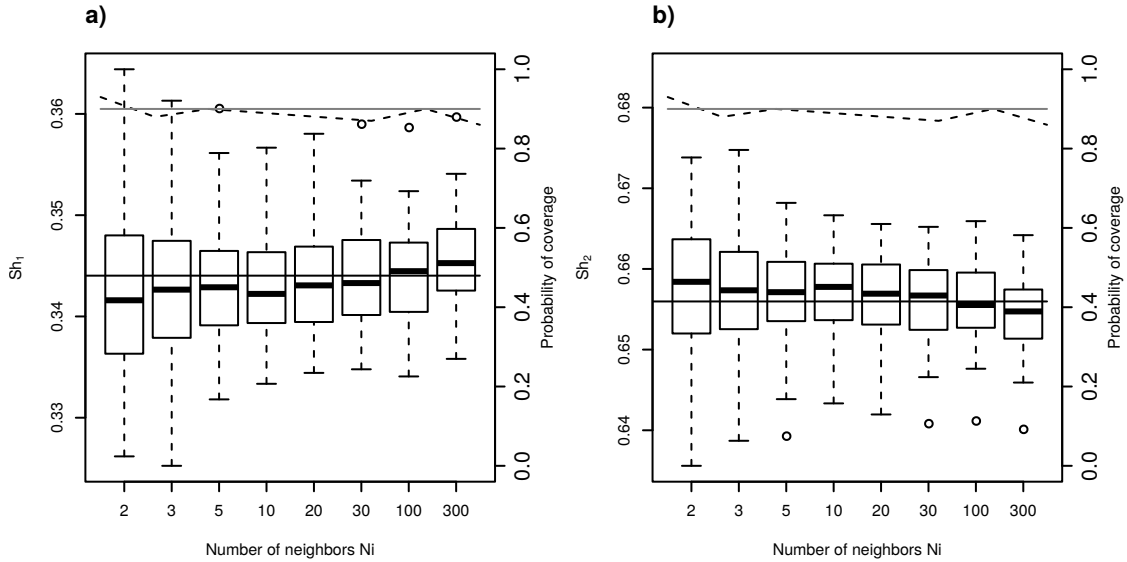 a)
0.36
0.35
0.34
0.33
Sh1
2 3 5 10 20 30 100 300
Number of neighbors Ni
1.0
0.8
0.6
0.4
0.2
0.0
Probability of coverage
b)
0.68
0.67
0.66
0.65
0.64
Sh2
2 3 5 10 20 30 100 300
Number of neighbors Ni
1.0
0.8
0.6
0.4
0.2
0.0
Probability of coverage